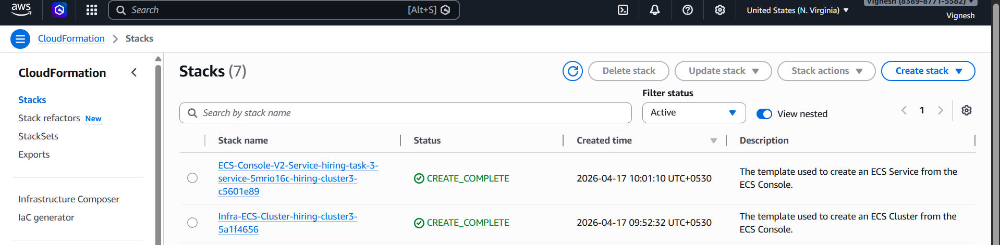 aws
Search [Alt+S]
United States (N. Virginia)
Vignesh (8389-8771-5582)
Vignesh
CloudFormation > Stacks
CloudFormation
Stacks
Stack refactors New
StackSets
Exports
Infrastructure Composer
IaC generator
Stacks (7)
Delete stack
Update stack
Stack actions
Create stack
Filter status
Search by stack name
Active
View nested
1
Stack name Status Created time Description
ECS-Console-V2-Service-hiring-task-3-
service-5mrio16c-hiring-cluster3-
c5601e89
CREATE_COMPLETE
2026-04-17 10:01:10 UTC+0530
The template used to create an ECS Service from the
ECS Console.
Infra-ECS-Cluster-hiring-cluster3-
5a1f4656
CREATE_COMPLETE
2026-04-17 09:52:32 UTC+0530
The template used to create an ECS Cluster from the
ECS Console.